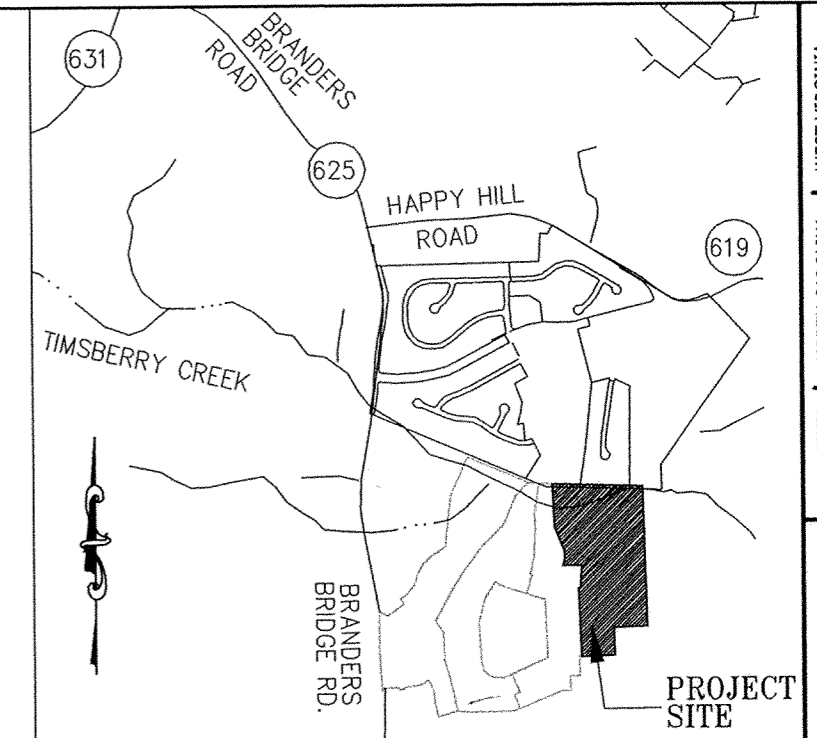 631
BRANDERS
BRIDGE
ROAD
625
HAPPY HILL
ROAD
619
TIMSBERRY CREEK
BRANDERS
BRIDGE RD.
PROJECT
SITE